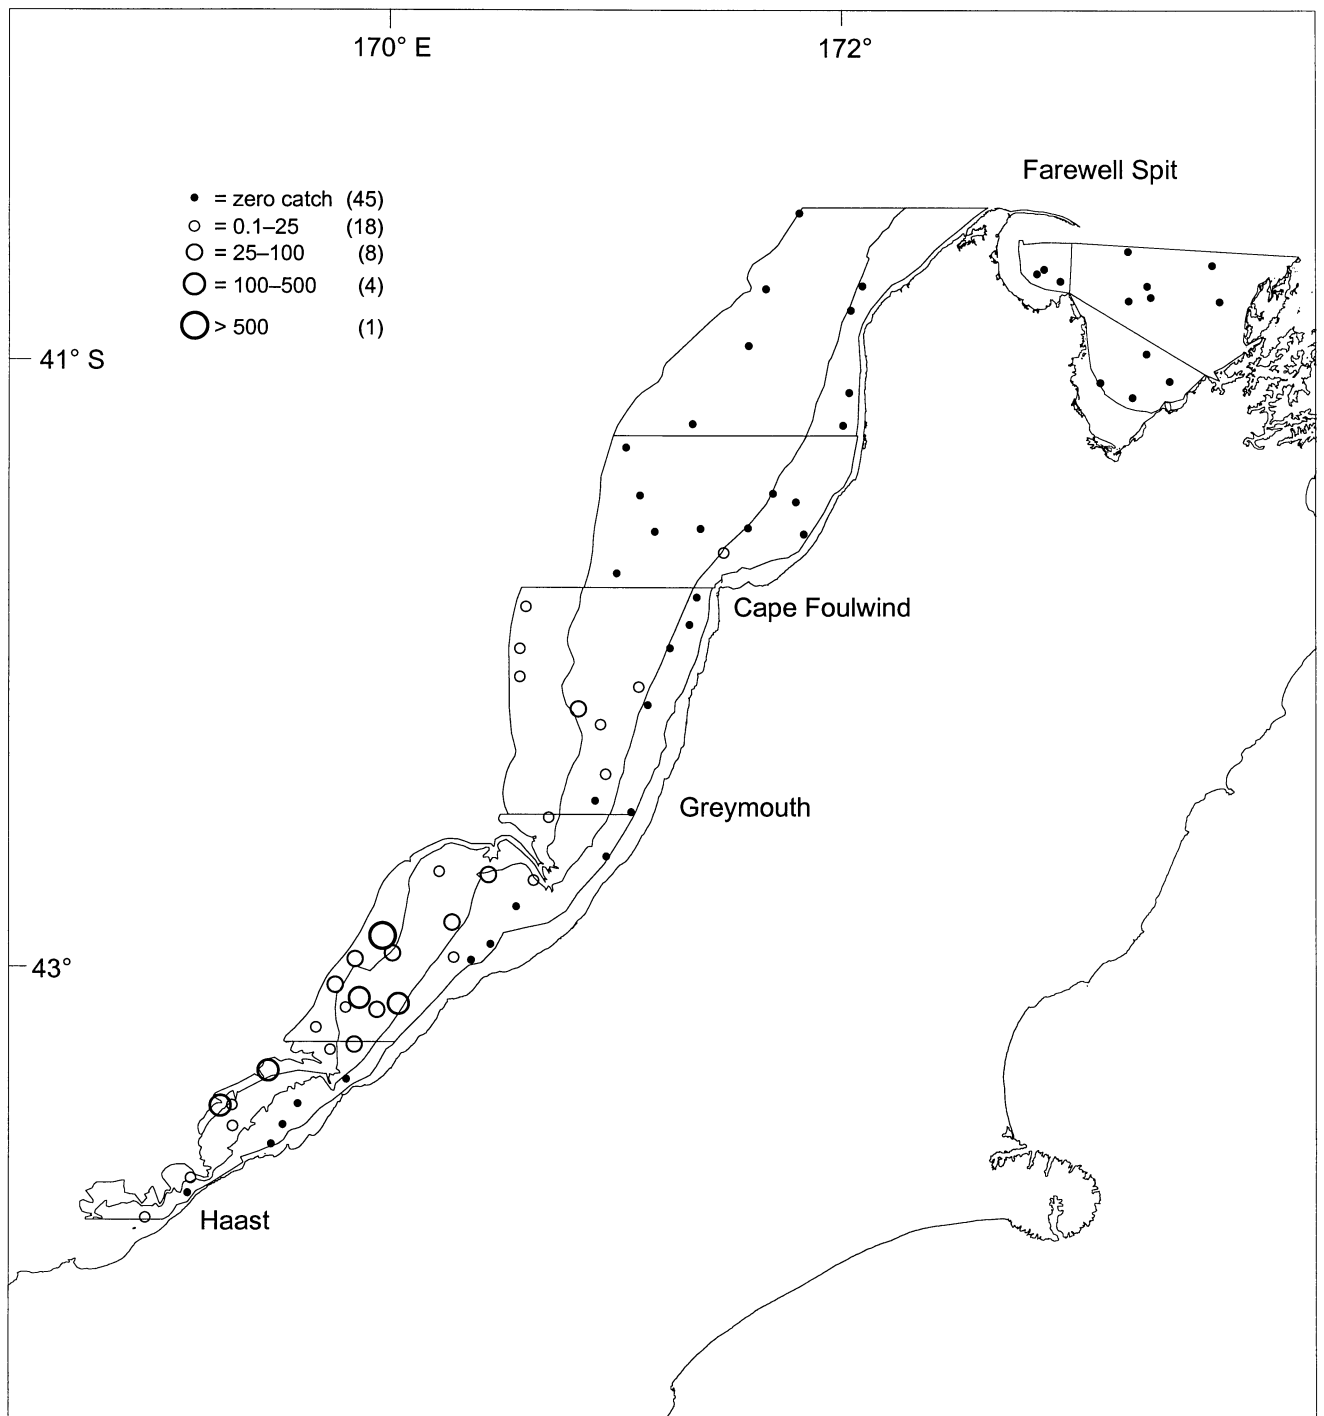 170° E
172°
Farewell Spit
= zero catch (45)
= 0.1–25 (18)
= 25–100 (8)
= 100–500 (4)
> 500 (1)
41° S
Cape Foulwind
Greymouth
43°
Haast